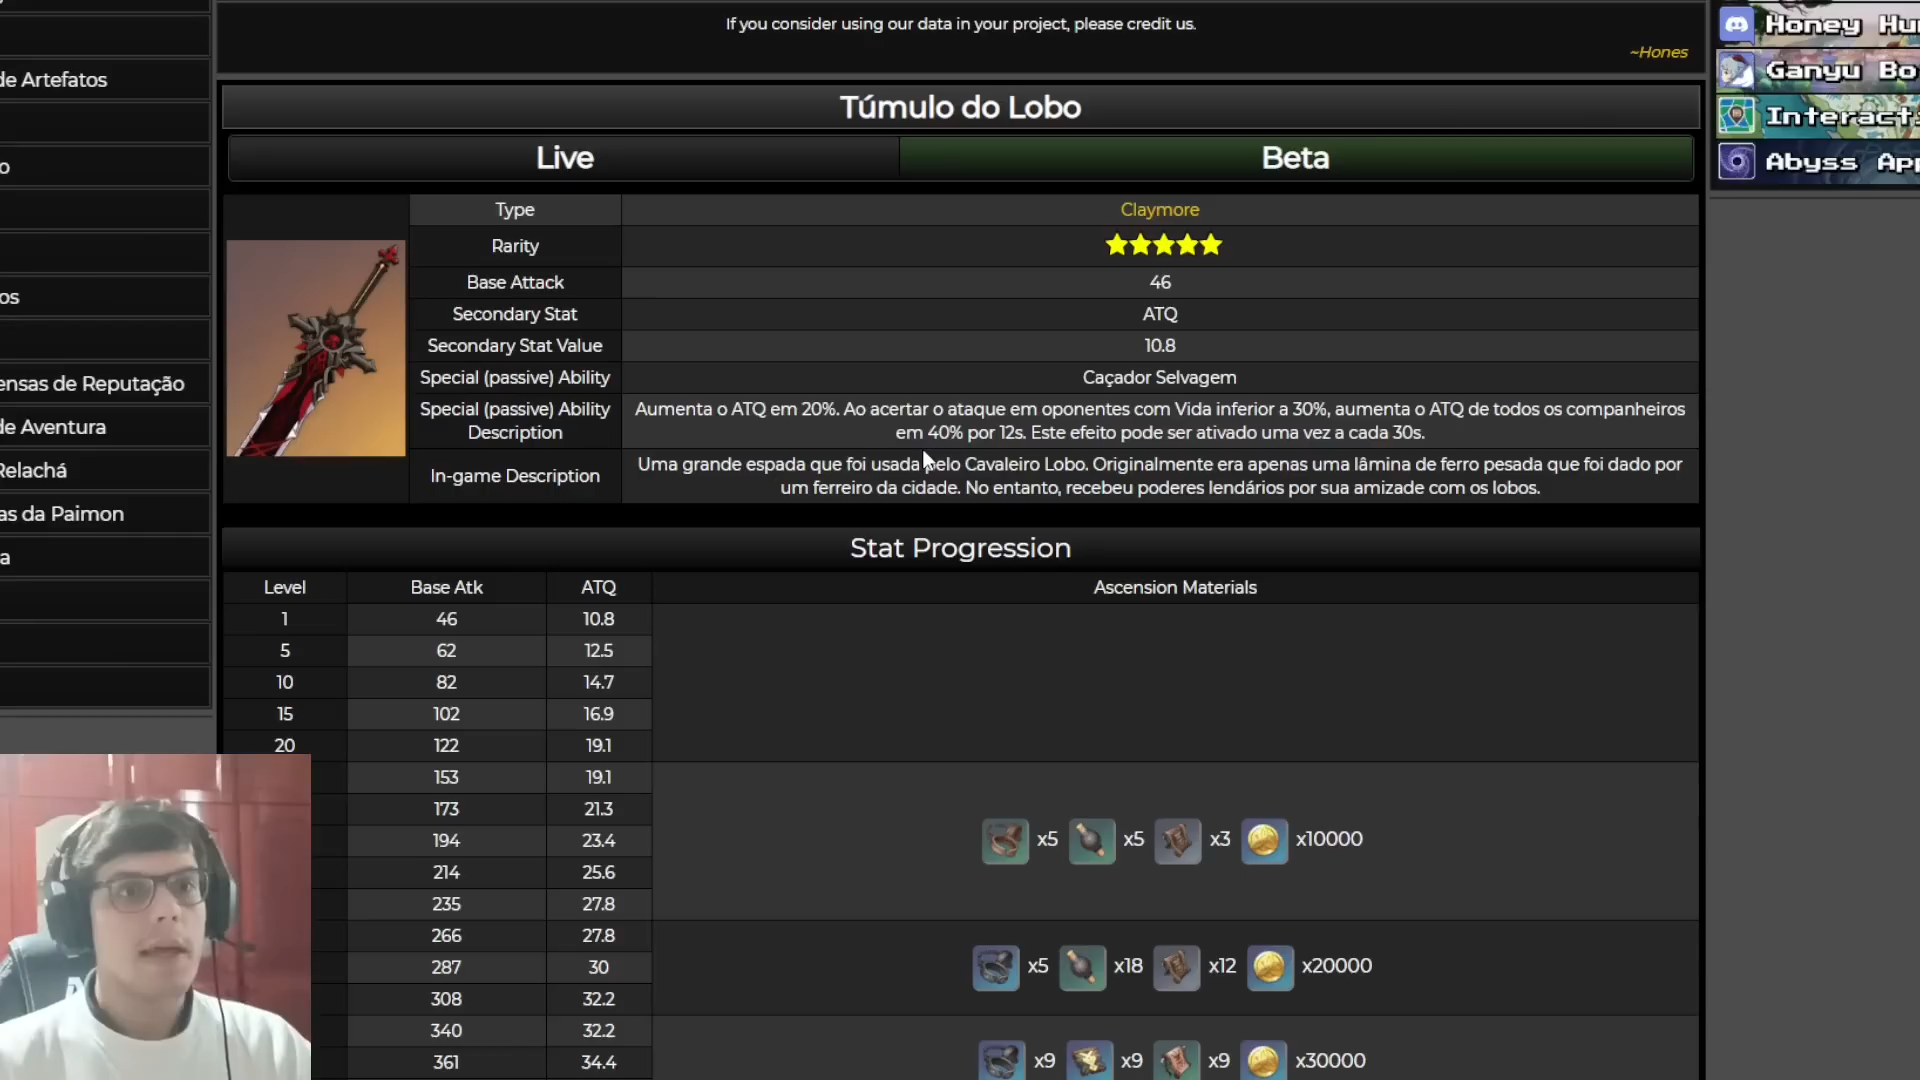 If you consider using our data in your project, please credit us.
~Hones
de Artefatos
o
os
ensas de Reputação
de Aventura
Relachá
as da Paimon
a
Túmulo do Lobo
Live Beta
Type Claymore
Rarity
Base Attack 46
Secondary Stat ATQ
Secondary Stat Value 10.8
Special (passive) Ability Caçador Selvagem
Special (passive) Ability Description
Aumenta o ATQ em 20%. Ao acertar o ataque em oponentes com Vida inferior a 30%, aumenta o ATQ de todos os companheiros
em 40% por 12s. Este efeito pode ser ativado uma vez a cada 30s.
In-game Description
Uma grande espada que foi usada pelo Cavaleiro Lobo. Originalmente era apenas uma lâmina de ferro pesada que foi dado por
um ferreiro da cidade. No entanto, recebeu poderes lendários por sua amizade com os lobos.
Stat Progression
Level Base Atk ATQ Ascension Materials
1 46 10.8
5 62 12.5
10 82 14.7
15 102 16.9
20 122 19.1
153 19.1
173 21.3
194 23.4
x5 x5 x3 x10000
214 25.6
235 27.8
266 27.8
287 30
x5 x18 x12 x20000
308 32.2
340 32.2
361 34.4
x9 x9 x9 x30000
Honey Hu
Ganyu Bo
Interact
Abyss App